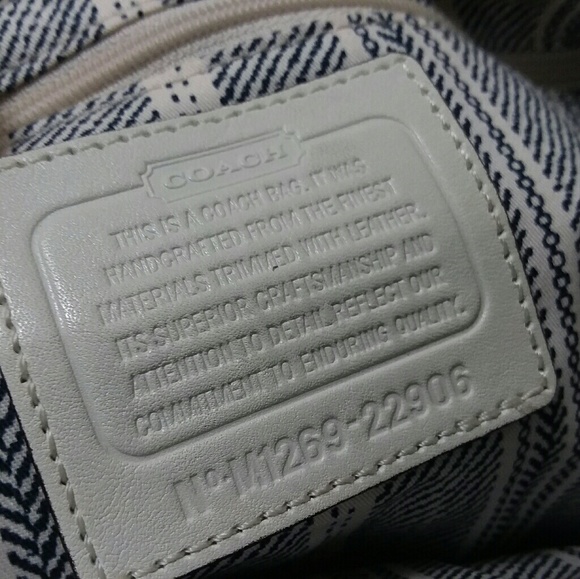 COACH
THIS IS A COACH BAG. IT WAS
HANDCRAFTED FROM THE FINEST
MATERIALS TRIMMED WITH LEATHER.
ITS SUPERIOR CRAFTSMANSHIP AND
ATTENTION TO DETAIL REFLECT OUR
COMMITMENT TO ENDURING QUALITY.
Nº M1269-22906